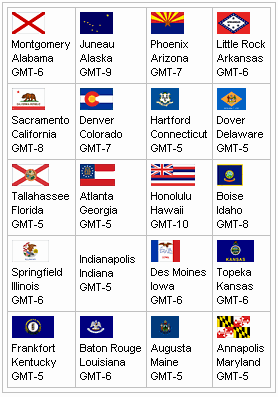 Montgomery
Alabama
GMT-6
Juneau
Alaska
GMT-9
Phoenix
Arizona
GMT-7
Little Rock
Arkansas
GMT-6
Sacramento
California
GMT-8
Denver
Colorado
GMT-7
Hartford
Connecticut
GMT-5
Dover
Delaware
GMT-5
Tallahassee
Florida
GMT-5
Atlanta
Georgia
GMT-5
Honolulu
Hawaii
GMT-10
Boise
Idaho
GMT-8
Springfield
Illinois
GMT-6
Indianapolis
Indiana
GMT-5
Des Moines
Iowa
GMT-6
KANSAS
Topeka
Kansas
GMT-6
Frankfort
Kentucky
GMT-5
Baton Rouge
Louisiana
GMT-6
Augusta
Maine
GMT-5
Annapolis
Maryland
GMT-5